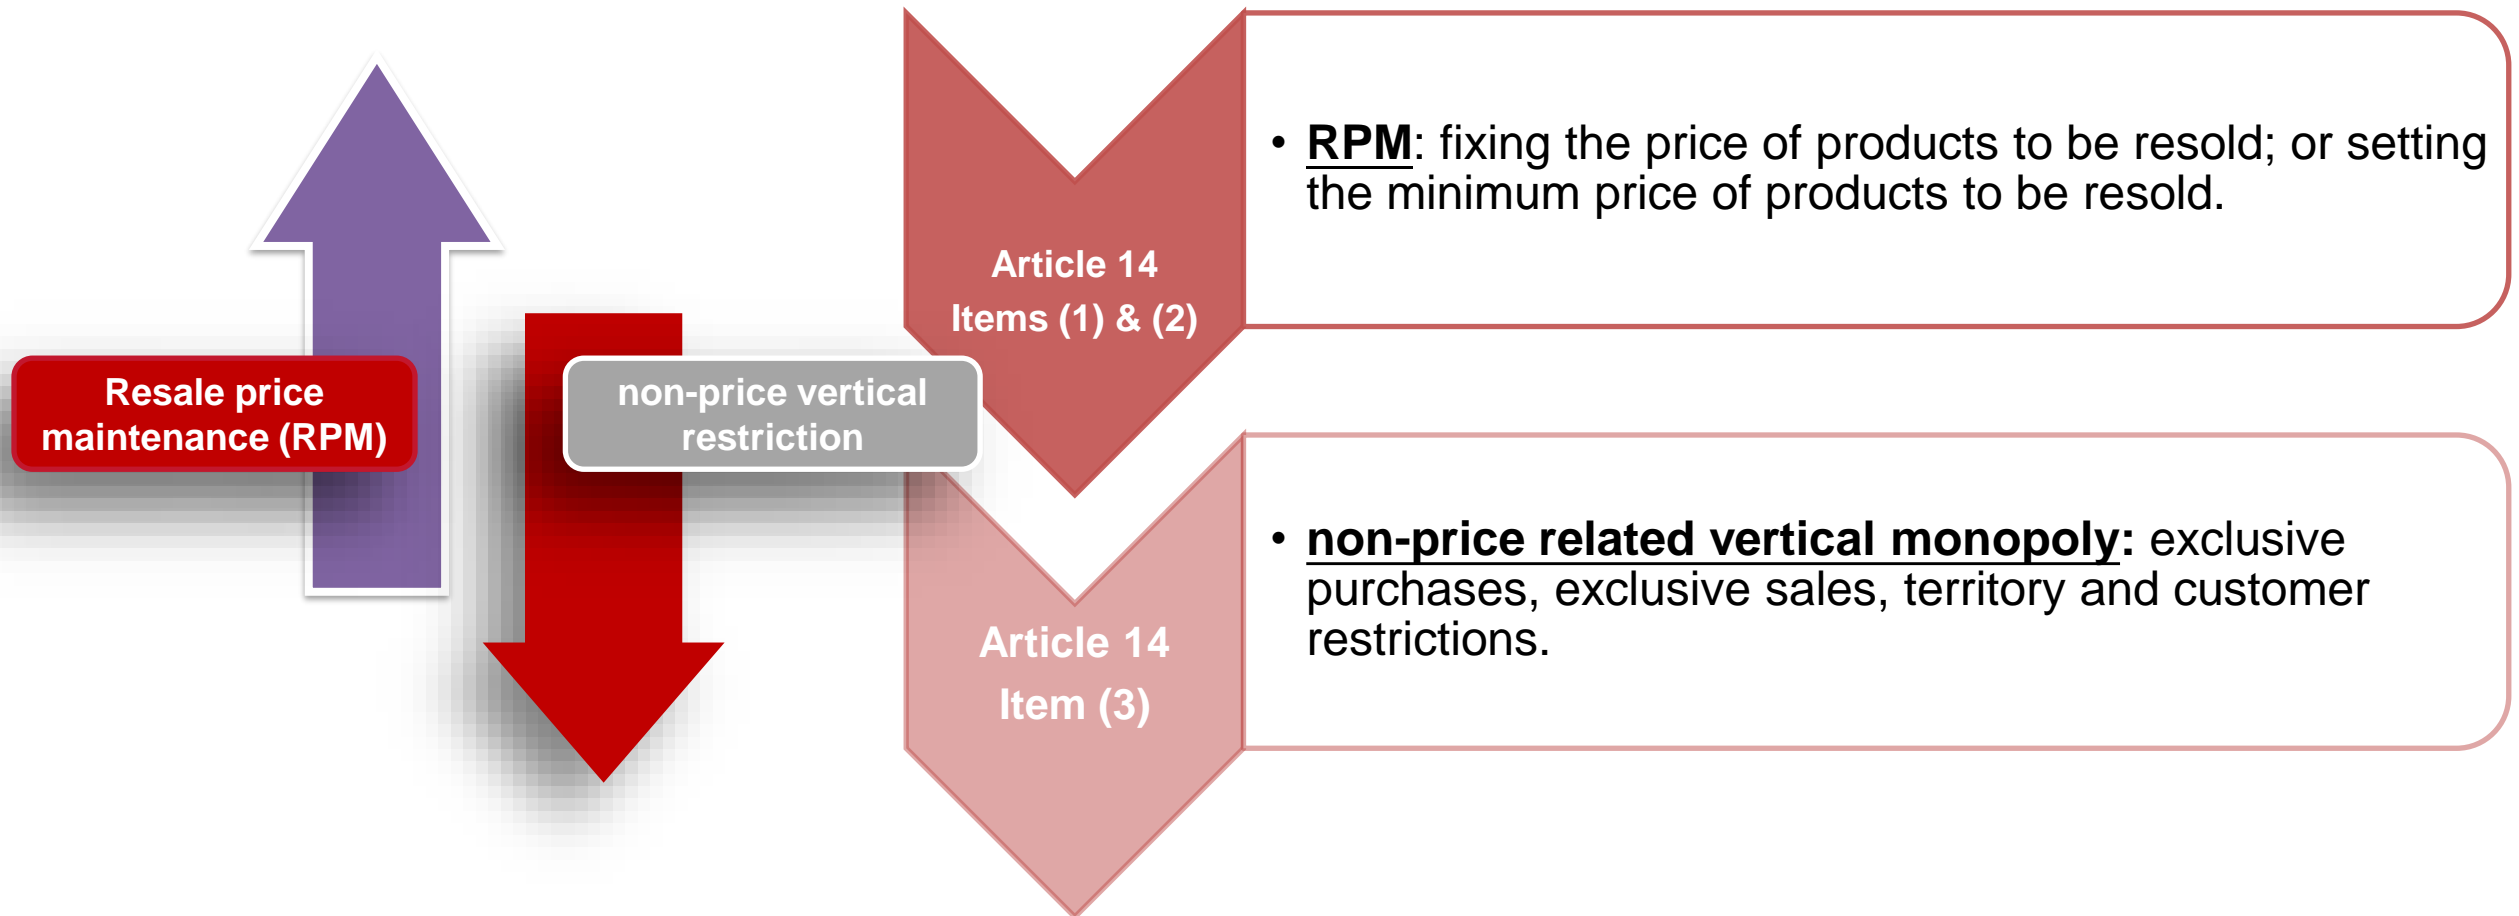 Resale price
maintenance (RPM)
non-price vertical
restriction
Article 14
Items (1) & (2)
• RPM: fixing the price of products to be resold; or setting
the minimum price of products to be resold.
Article 14
Item (3)
• non-price related vertical monopoly: exclusive
purchases, exclusive sales, territory and customer
restrictions.